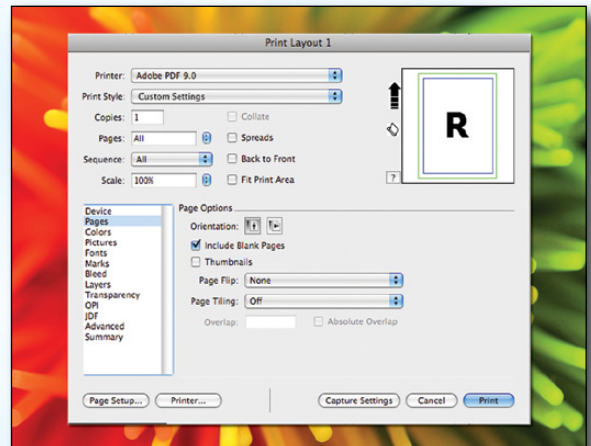 Print Layout 1
Printer: Adobe PDF 9.0
Print Style: Custom Settings
Copies: 1 Collate
Pages: All Spreads
Sequence: All Back to Front
Scale: 100% Fit Print Area
R
?
Device
Pages
Colors
Pictures
Fonts
Marks
Bleed
Layers
Transparency
OPI
JDF
Advanced
Summary
Page Options
Orientation:
Include Blank Pages
Thumbnails
Page Flip: None
Page Tiling: Off
Overlap: Absolute Overlap
Page Setup... Printer... Capture Settings Cancel Print